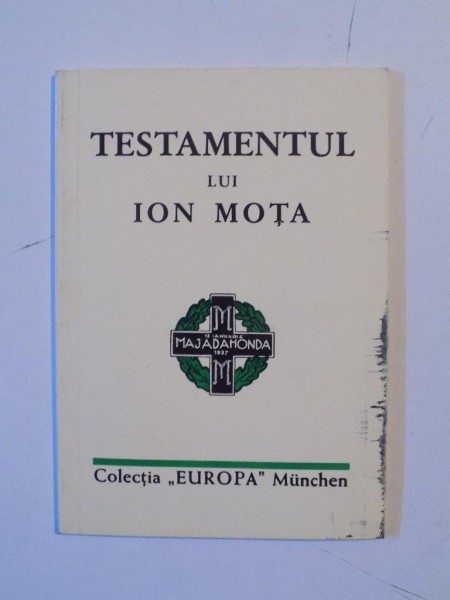 TESTAMENTUL
LUI
ION MOȚA
M
13 IANUARIE
MAJADAHONDA
1937
M
Colecția „EUROPA" München